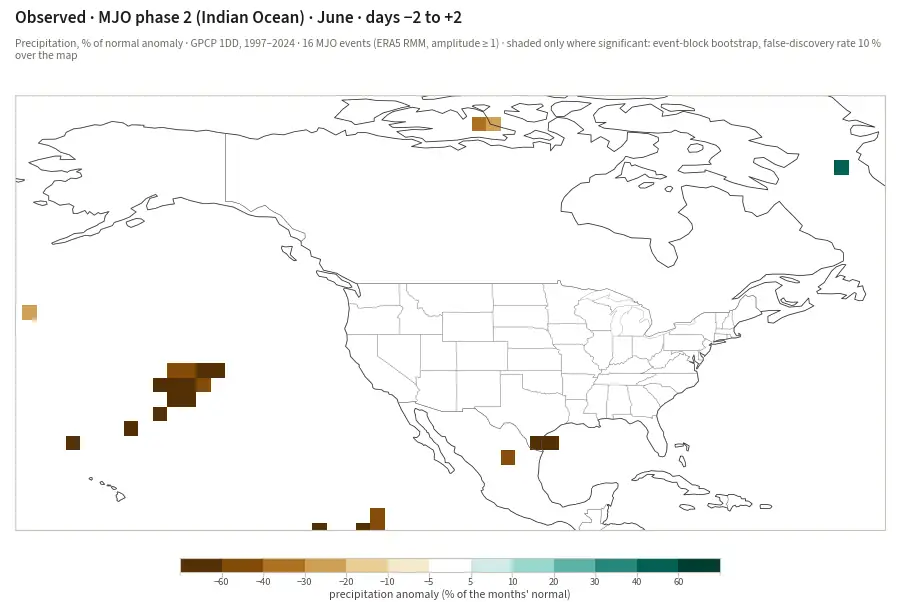 Observed · MJO phase 2 (Indian Ocean) · June · days −2 to +2
Precipitation, % of normal anomaly · GPCP 1DD, 1997–2024 · 16 MJO events (ERA5 RMM, amplitude ≥ 1) · shaded only where significant: event-block bootstrap, false-discovery rate 10 %
over the map
−60 −40 −30 −20 −10 −5 5 10 20 30 40 60
precipitation anomaly (% of the months' normal)